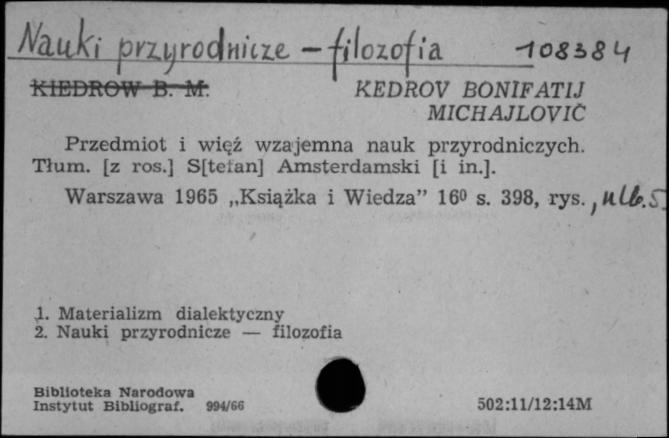 Nauki przyrodnicze – filozofia 108384
KIEDROW B. M. KEDROV BONIFATIJ
MICHAJLOVIČ
Przedmiot i więź wzajemna nauk przyrodniczych.
Tłum. [z ros.] S[tefan] Amsterdamski [i in.].
Warszawa 1965 „Książka i Wiedza” 16⁰ s. 398, rys., nlb. 5
1. Materializm dialektyczny
2. Nauki przyrodnicze — filozofia
Biblioteka Narodowa
Instytut Bibliograf. 994/66 502:11/12:14M